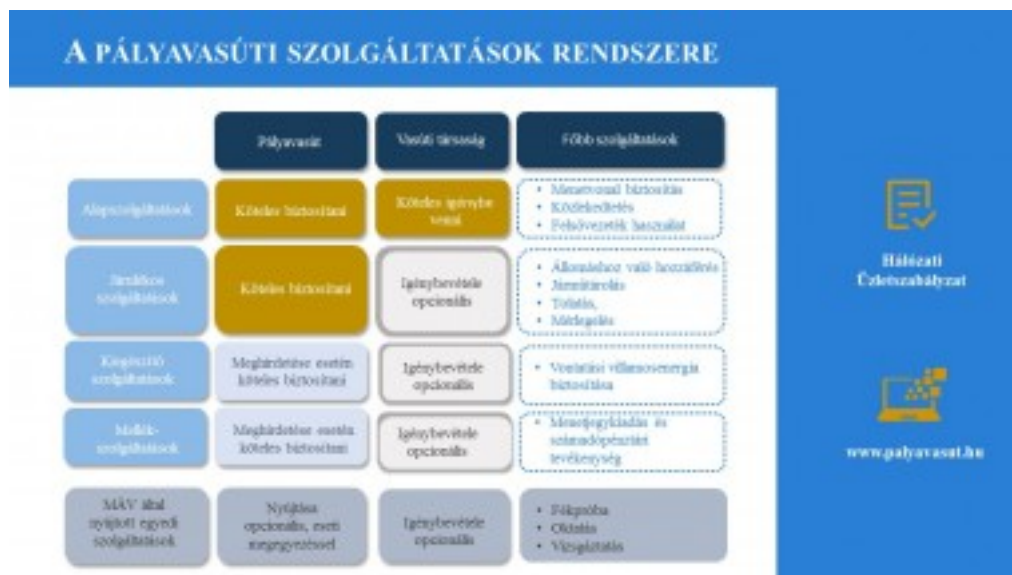 A PÁLYAVASÚTI SZOLGÁLTATÁSOK RENDSZERE
Pályavasút
Vasúti társaság
Főbb szolgáltatások
Alapszolgáltatások
Köteles biztosítani
Köteles igénybe
venni
• Menetvonal biztosítás
• Közlekedtetés
• Felsővezeték használat
Járulékos
szolgáltatások
Köteles biztosítani
Igénybevétele
opcionális
• Állomáshoz való hozzáférés
• Járműtárolás
• Tolatás,
• Mérlegelés
Kiegészítő
szolgáltatások
Meghirdetése esetén
köteles biztosítani
Igénybevétele
opcionális
• Vontatási villamosenergia
biztosítása
Mellék-
szolgáltatások
Meghirdetése esetén
köteles biztosítani
Igénybevétele
opcionális
• Menetjegykiadás és
számadópénztári
tevékenység
MÁV által
nyújtott egyedi
szolgáltatások
Nyújtása
opcionális, eseti
megegyezéssel
Igénybevétele
opcionális
• Fékpróba
• Oktatás
• Vizsgáztatás
Hálózati
Üzletszabályzat
www.palyavasut.hu